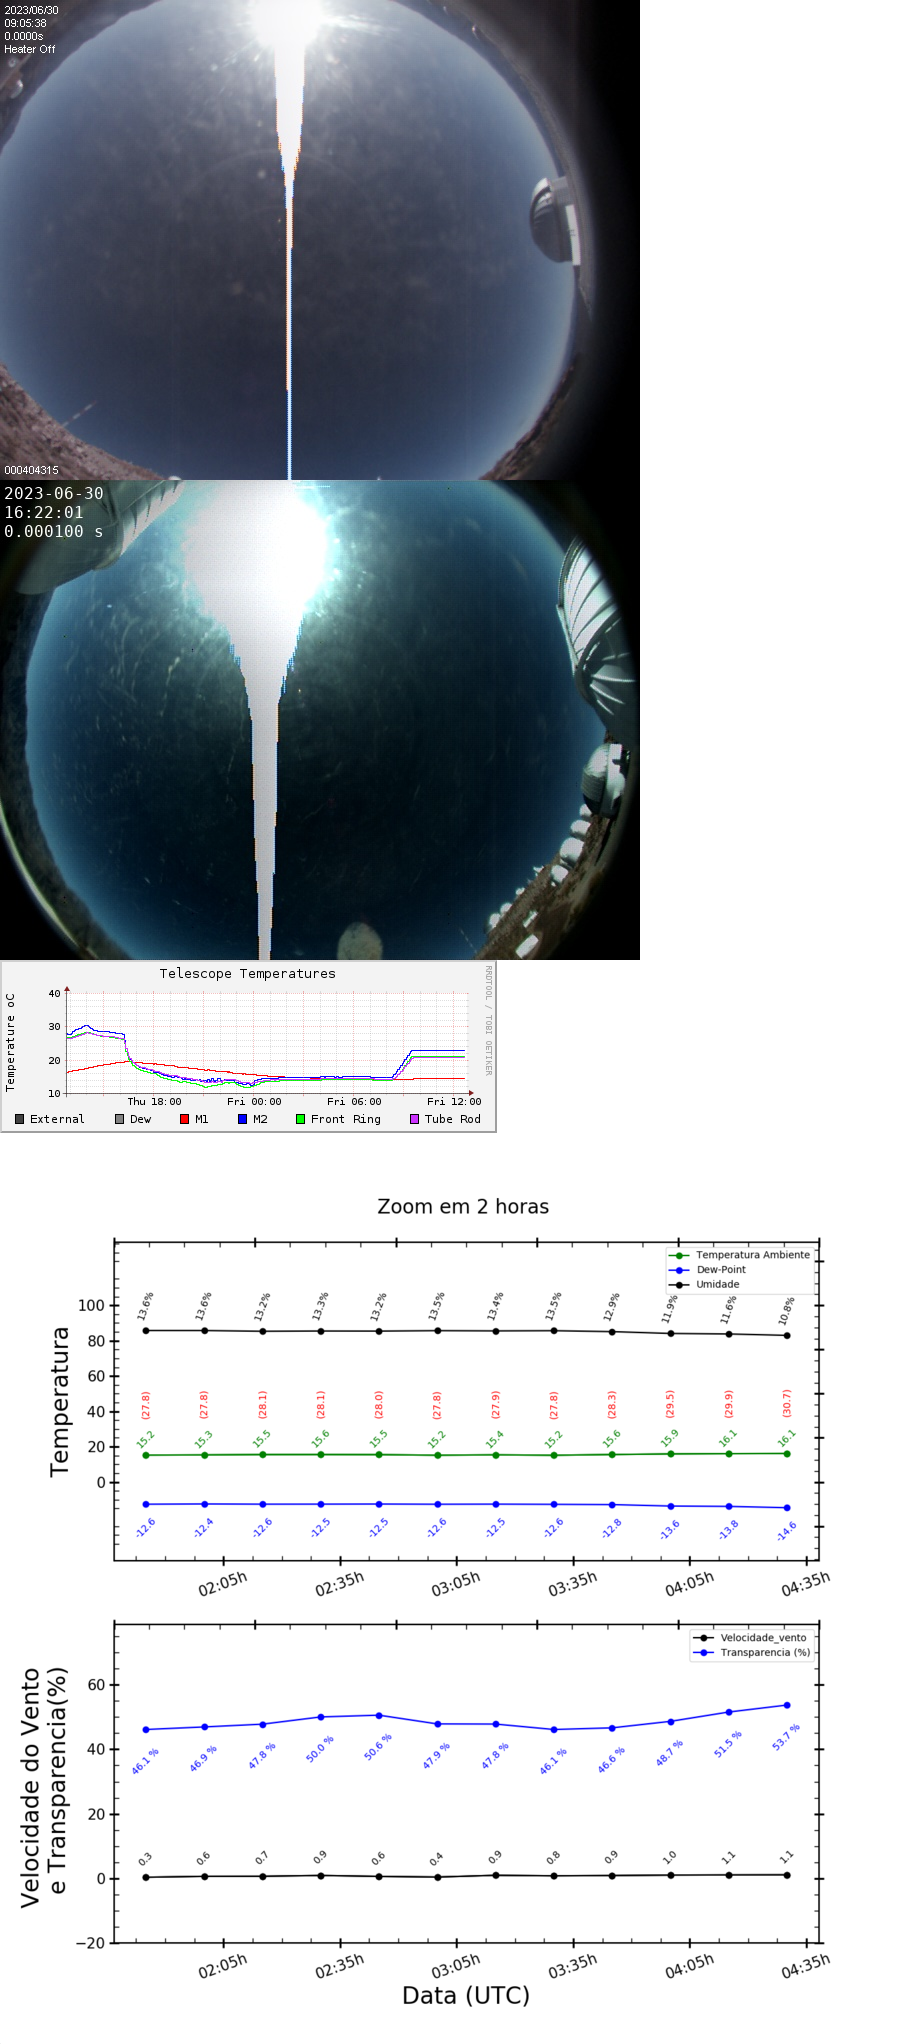 2023/06/30
09:05:38
0.0000s
Heater Off
000404315
2023-06-30
16:22:01
0.000100 s
Telescope Temperatures
RRDTOOL / TOBI OETIKER
Temperature oC
40
30
20
10
Thu 18:00 Fri 00:00 Fri 06:00 Fri 12:00
External Dew M1 M2 Front Ring Tube Rod
Zoom em 2 horas
Temperatura Ambiente
Dew-Point
Umidade
Temperatura
100
80
60
40
20
0
13.6% 13.6% 13.2% 13.3% 13.2% 13.5% 13.4% 13.5% 12.9% 11.9% 11.6% 10.8%
(27.8) (27.8) (28.1) (28.1) (28.0) (27.8) (27.9) (27.8) (28.3) (29.5) (29.9) (30.7)
15.2 15.3 15.5 15.6 15.5 15.2 15.4 15.2 15.6 15.9 16.1 16.1
-12.6 -12.4 -12.6 -12.5 -12.5 -12.6 -12.5 -12.6 -12.8 -13.6 -13.8 -14.6
02:05h 02:35h 03:05h 03:35h 04:05h 04:35h
Velocidade_vento
Transparencia (%)
Velocidade do Vento
e Transparencia(%)
60
40
20
0
−20
46.1 % 46.9 % 47.8 % 50.0 % 50.6 % 47.9 % 47.8 % 46.1 % 46.6 % 48.7 % 51.5 % 53.7 %
0.3 0.6 0.7 0.9 0.6 0.4 0.9 0.8 0.9 1.0 1.1 1.1
02:05h 02:35h 03:05h 03:35h 04:05h 04:35h
Data (UTC)